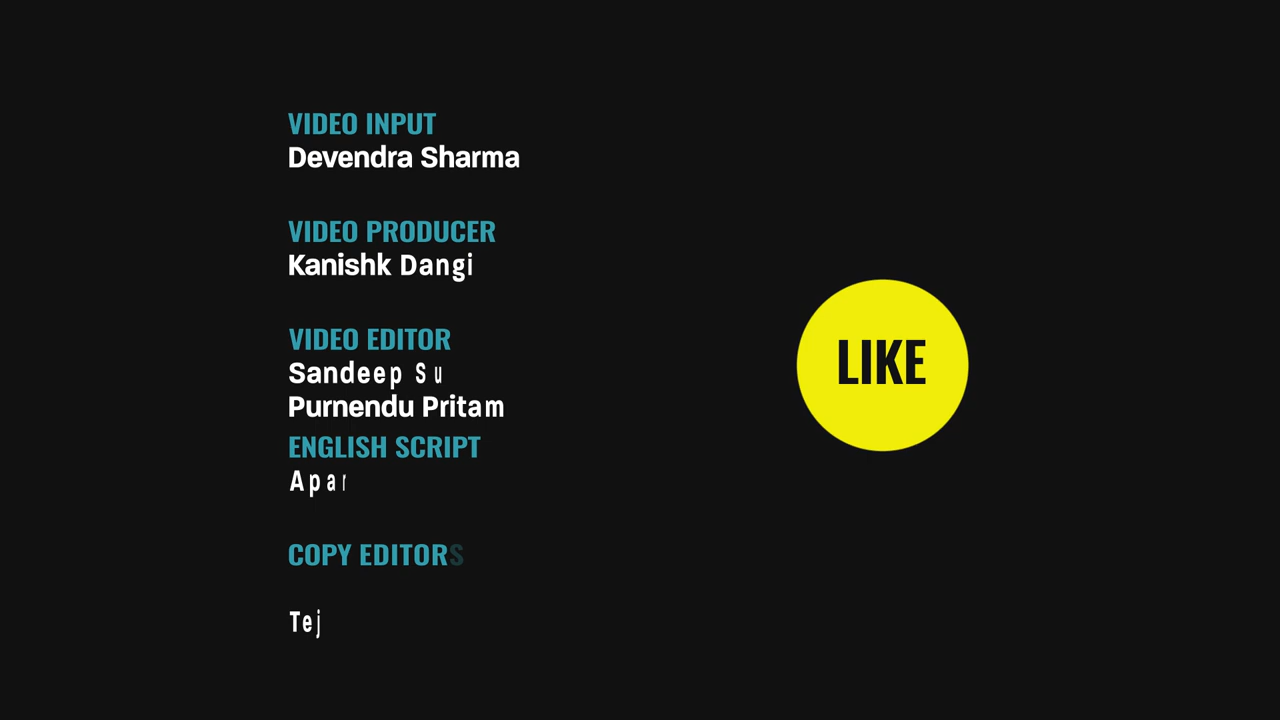 VIDEO INPUT
Devendra Sharma
VIDEO PRODUCER
Kanishk Dangi
VIDEO EDITOR
Sandeep Su
Purnendu Pritam
ENGLISH SCRIPT
Apar
COPY EDITORS
Tej
LIKE